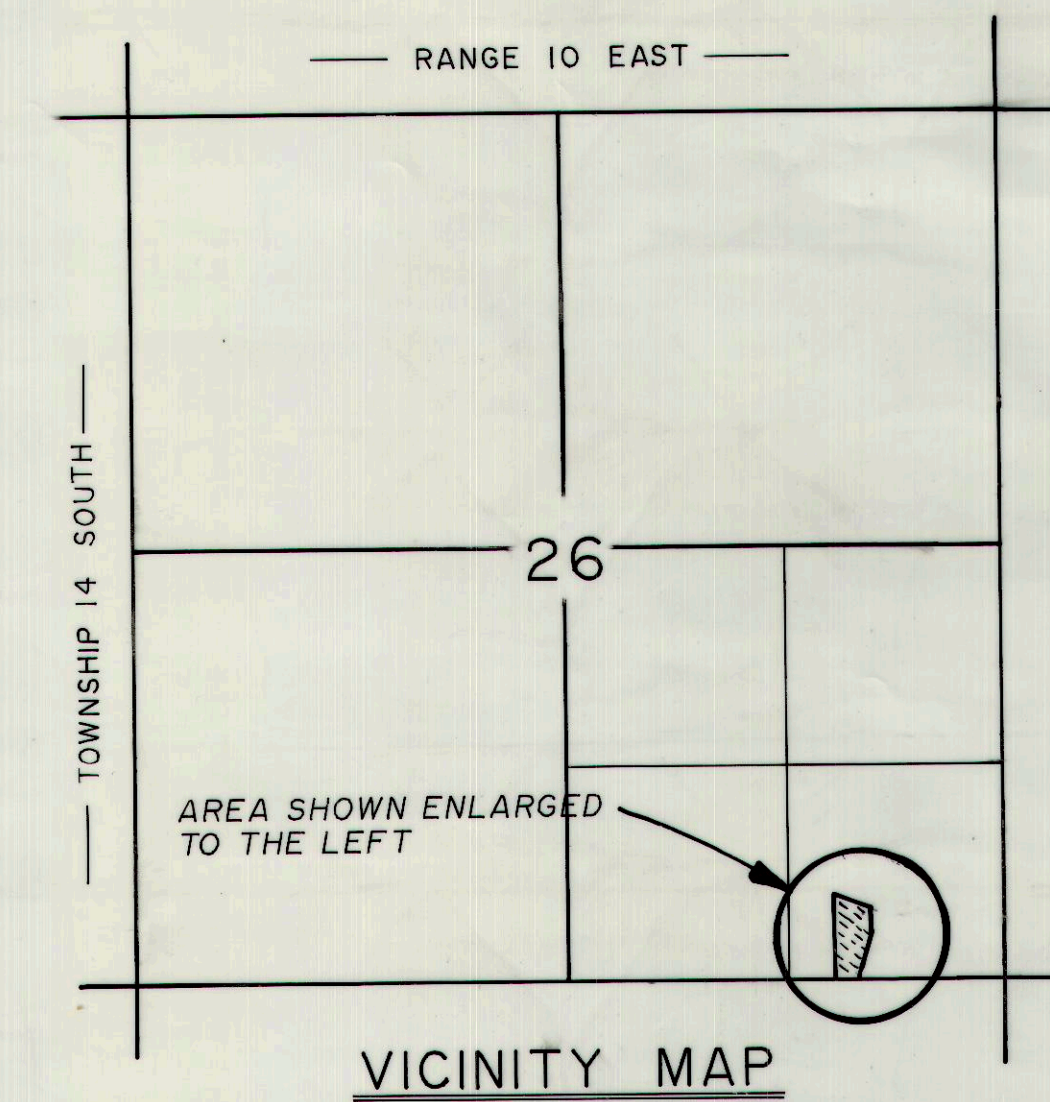 RANGE 10 EAST
TOWNSHIP 14 SOUTH
26
AREA SHOWN ENLARGED
TO THE LEFT
VICINITY MAP